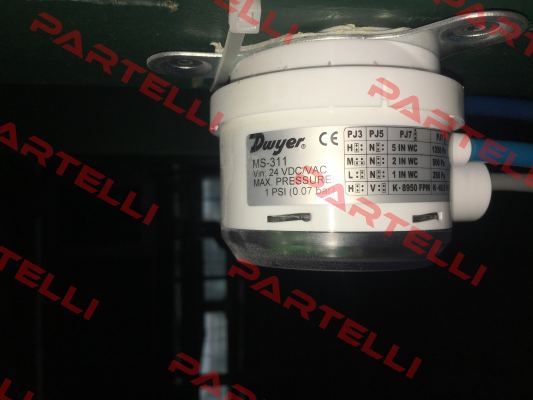 Dwyer CE
MS-311
Vin: 24 VDC/VAC
MAX. PRESSURE
1 PSI (0.07 bar)
PJ3 PJ5 PJ7
H: N: 5 IN WC
M: N: 2 IN WC
L: N: 1 IN WC
H: V: K-8950 FPM
PARTELLI
PARTELLI
PARTELLI
PARTELLI
PARTELLI
PARTELLI
PARTELLI